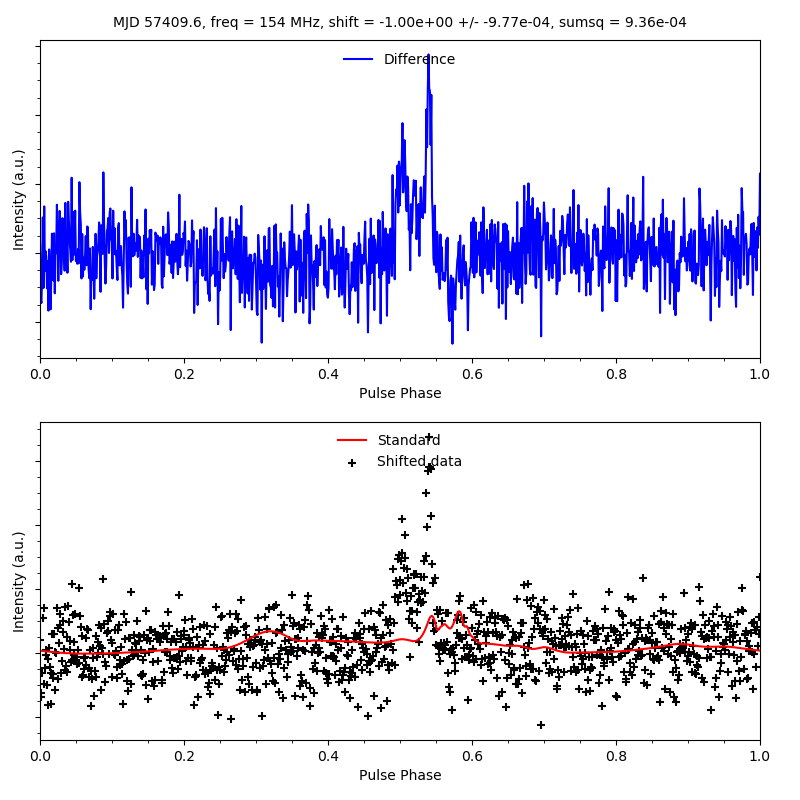 MJD 57409.6, freq = 154 MHz, shift = -1.00e+00 +/- -9.77e-04, sumsq = 9.36e-04
Difference
Intensity (a.u.)
0.0 0.2 0.4 0.6 0.8 1.0
Pulse Phase
Standard
Shifted data
Intensity (a.u.)
0.0 0.2 0.4 0.6 0.8 1.0
Pulse Phase